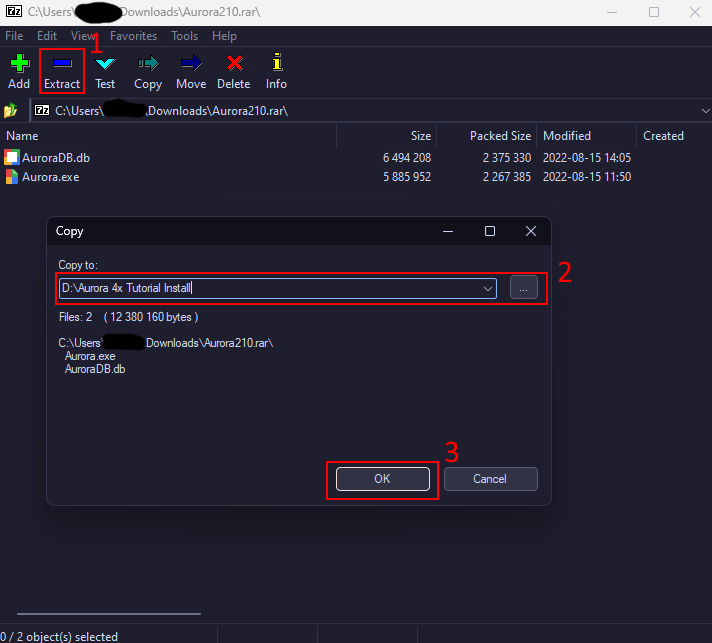 7z C:\Users\ Downloads\Aurora210.rar\
File Edit View Favorites Tools Help
1
Add Extract Test Copy Move Delete Info
7z C:\Users\ \Downloads\Aurora210.rar\
Name Size Packed Size Modified Created
AuroraDB.db 6 494 208 2 375 330 2022-08-15 14:05
Aurora.exe 5 885 952 2 267 385 2022-08-15 11:50
Copy
Copy to:
2
D:\Aurora 4x Tutorial Install ...
Files: 2 ( 12 380 160 bytes )
C:\Users\ Downloads\Aurora210.rar\
Aurora.exe
AuroraDB.db
3
OK Cancel
0 / 2 object(s) selected